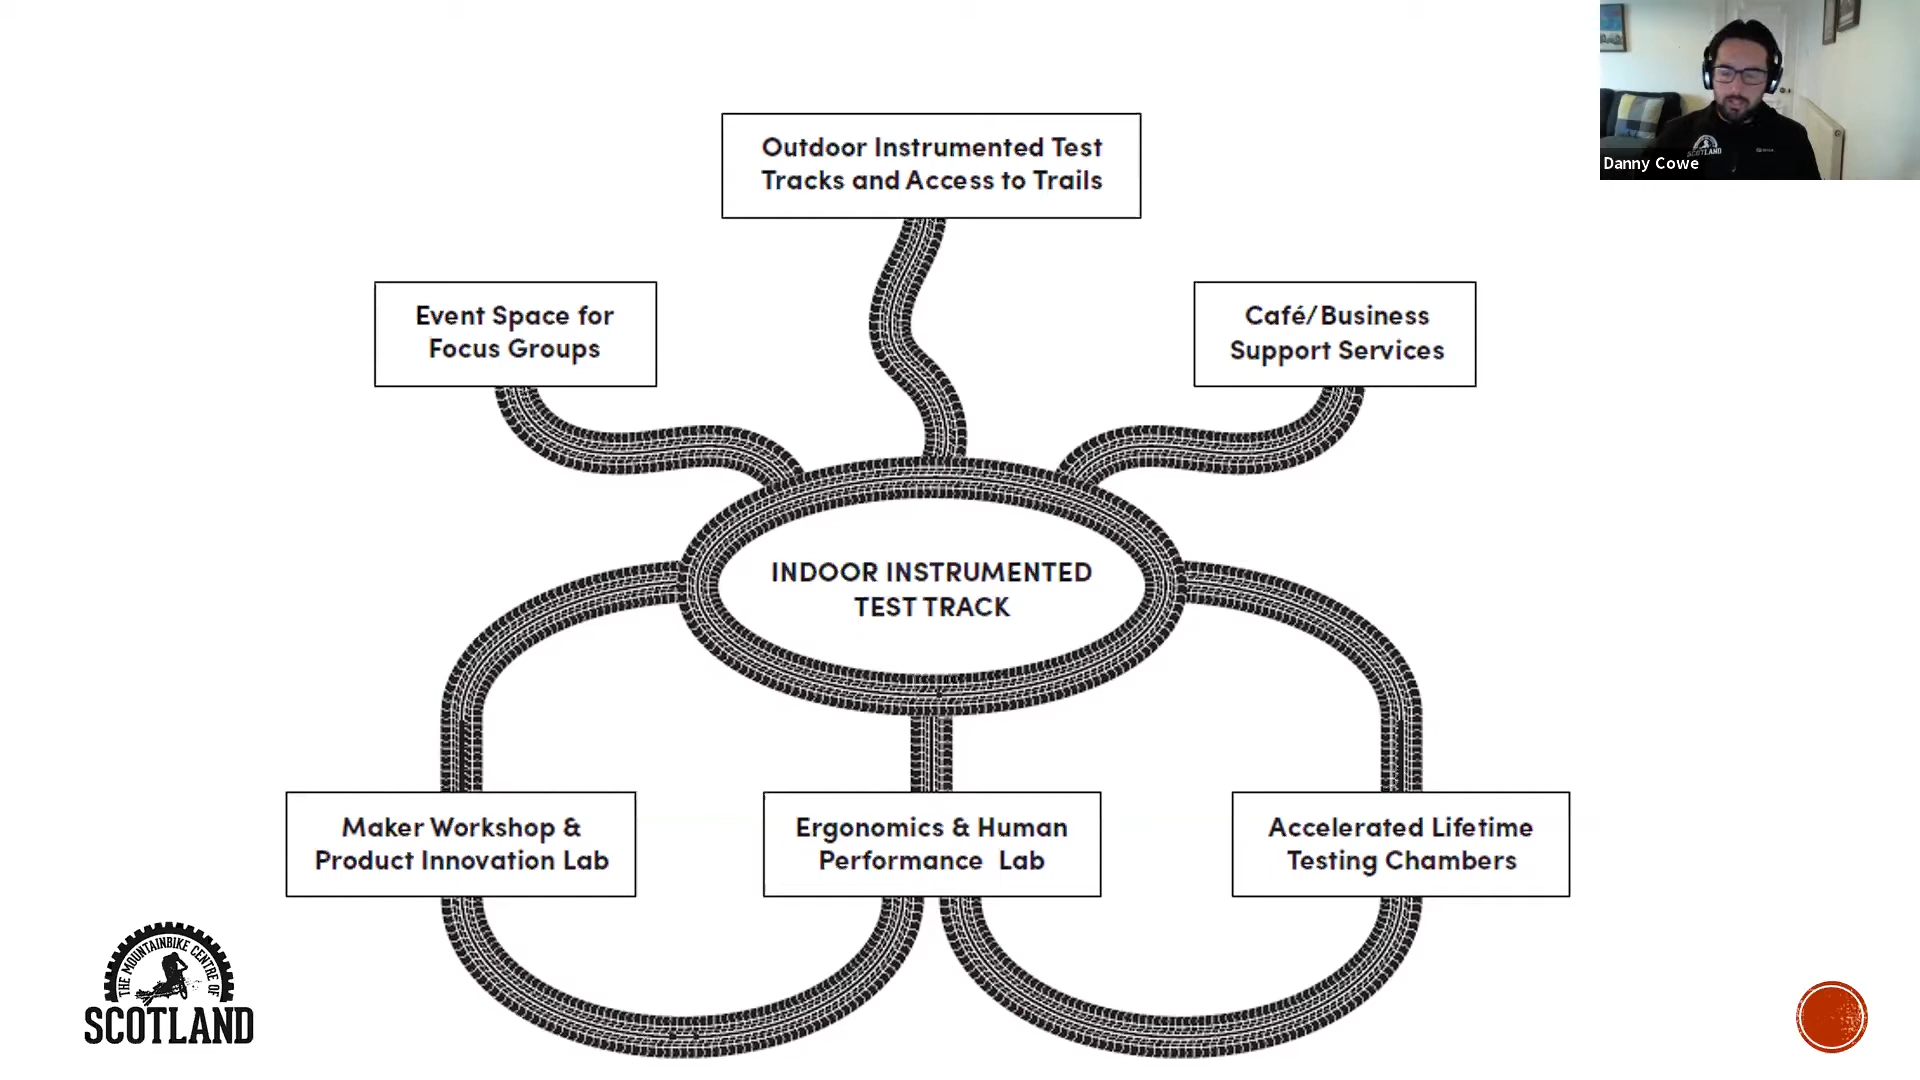 Danny Cowe
Outdoor Instrumented Test
Tracks and Access to Trails
Event Space for
Focus Groups
Café/Business
Support Services
INDOOR INSTRUMENTED
TEST TRACK
Maker Workshop &
Product Innovation Lab
Ergonomics & Human
Performance Lab
Accelerated Lifetime
Testing Chambers
THE MOUNTAINBIKE CENTRE OF
SCOTLAND
SCOTLAND